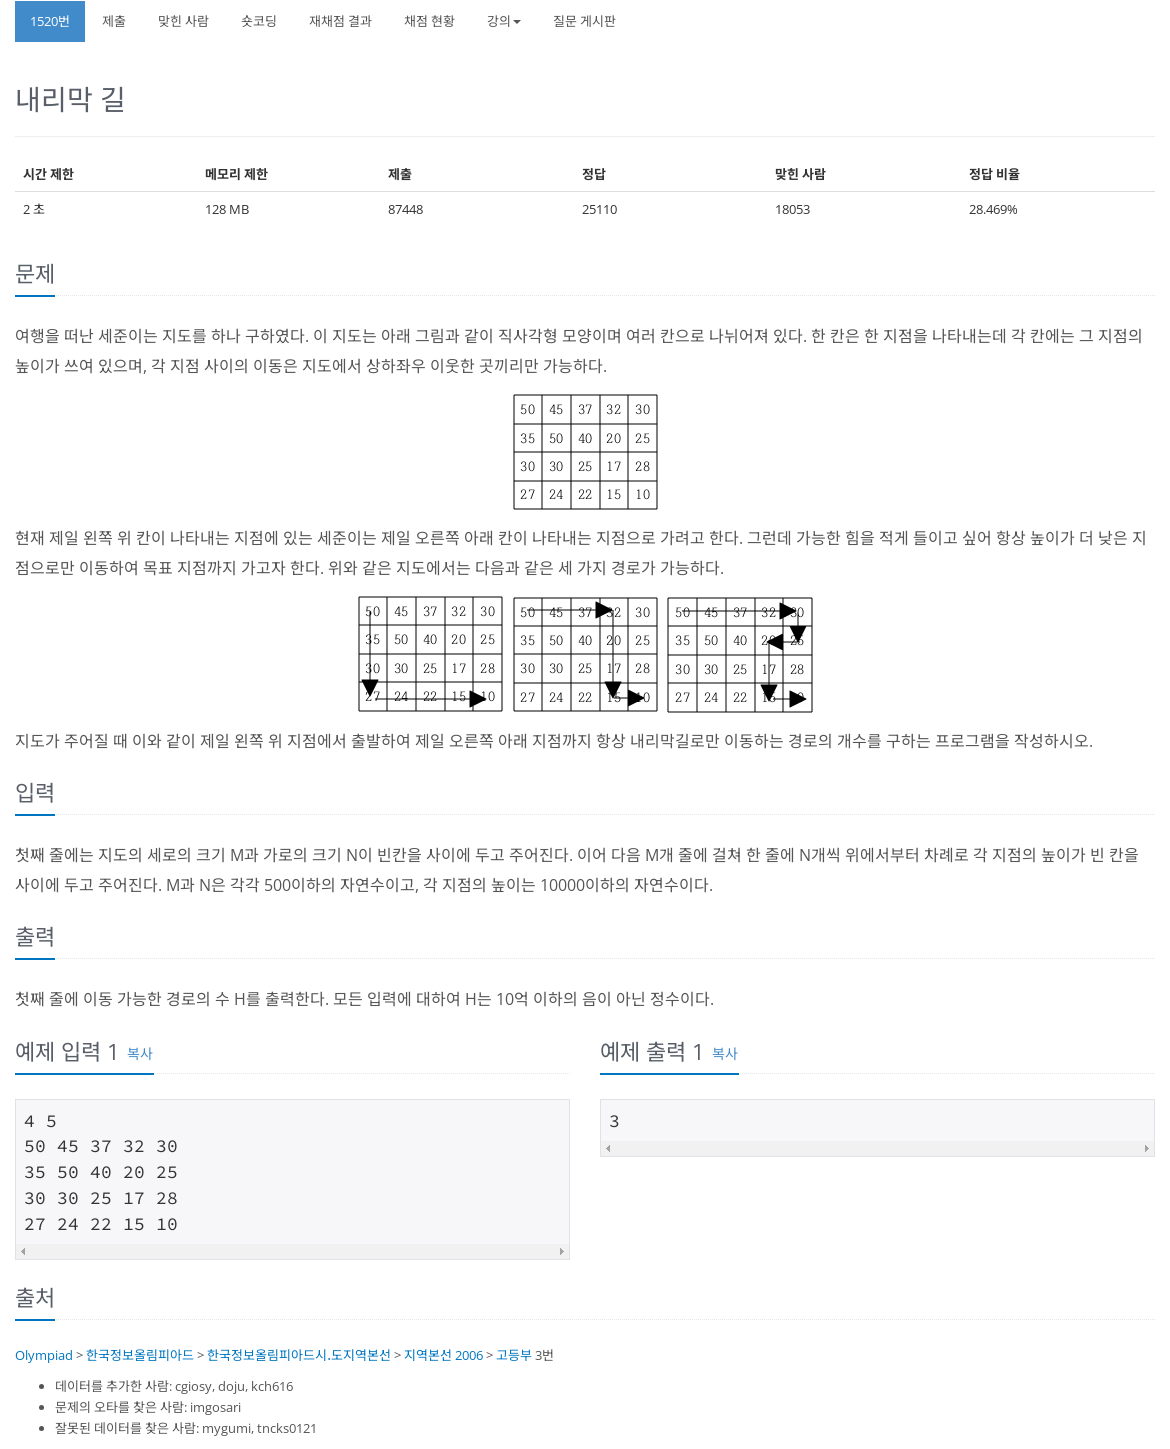 1520번 제출 맞힌 사람 숏코딩 재채점 결과 채점 현황 강의 질문 게시판
내리막 길
시간 제한 메모리 제한 제출 정답 맞힌 사람 정답 비율
2 초 128 MB 87448 25110 18053 28.469%
문제
여행을 떠난 세준이는 지도를 하나 구하였다. 이 지도는 아래 그림과 같이 직사각형 모양이며 여러 칸으로 나뉘어져 있다. 한 칸은 한 지점을 나타내는데 각 칸에는 그 지점의
높이가 쓰여 있으며, 각 지점 사이의 이동은 지도에서 상하좌우 이웃한 곳끼리만 가능하다.
50 45 37 32 30
35 50 40 20 25
30 30 25 17 28
27 24 22 15 10
현재 제일 왼쪽 위 칸이 나타내는 지점에 있는 세준이는 제일 오른쪽 아래 칸이 나타내는 지점으로 가려고 한다. 그런데 가능한 힘을 적게 들이고 싶어 항상 높이가 더 낮은 지
점으로만 이동하여 목표 지점까지 가고자 한다. 위와 같은 지도에서는 다음과 같은 세 가지 경로가 가능하다.
50 45 37 32 30 50 45 37 32 30 50 45 37 32 30
35 50 40 20 25 35 50 40 20 25 35 50 40 20 25
30 30 25 17 28 30 30 25 17 28 30 30 25 17 28
27 24 22 15 10 27 24 22 15 10 27 24 22 15 10
지도가 주어질 때 이와 같이 제일 왼쪽 위 지점에서 출발하여 제일 오른쪽 아래 지점까지 항상 내리막길로만 이동하는 경로의 개수를 구하는 프로그램을 작성하시오.
입력
첫째 줄에는 지도의 세로의 크기 M과 가로의 크기 N이 빈칸을 사이에 두고 주어진다. 이어 다음 M개 줄에 걸쳐 한 줄에 N개씩 위에서부터 차례로 각 지점의 높이가 빈 칸을
사이에 두고 주어진다. M과 N은 각각 500이하의 자연수이고, 각 지점의 높이는 10000이하의 자연수이다.
출력
첫째 줄에 이동 가능한 경로의 수 H를 출력한다. 모든 입력에 대하여 H는 10억 이하의 음이 아닌 정수이다.
예제 입력 1 복사
4 5
50 45 37 32 30
35 50 40 20 25
30 30 25 17 28
27 24 22 15 10
예제 출력 1 복사
3
출처
Olympiad > 한국정보올림피아드 > 한국정보올림피아드시․도지역본선 > 지역본선 2006 > 고등부 3번
데이터를 추가한 사람: cgiosy, doju, kch616
문제의 오타를 찾은 사람: imgosari
잘못된 데이터를 찾은 사람: mygumi, tncks0121